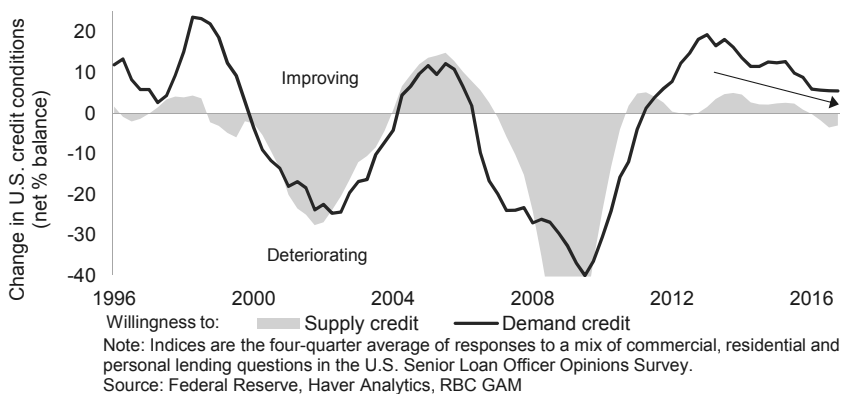 Change in U.S. credit conditions
(net % balance)
20
10
0
-10
-20
-30
-40
Improving
Deteriorating
1996 2000 2004 2008 2012 2016
Willingness to: Supply credit Demand credit
Note: Indices are the four-quarter average of responses to a mix of commercial, residential and
personal lending questions in the U.S. Senior Loan Officer Opinions Survey.
Source: Federal Reserve, Haver Analytics, RBC GAM